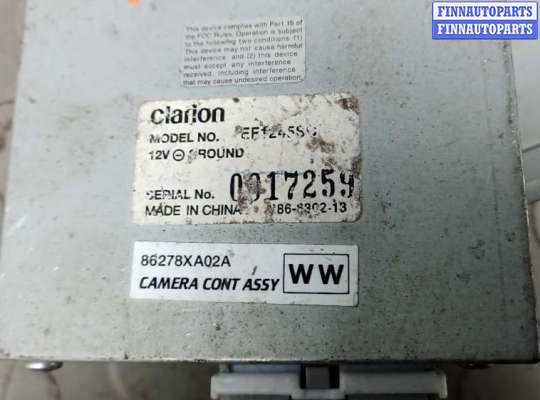 FINNAUTOPARTS
FINNAUTOPARTS
This device complies with Part 15 of
the FCC Rules. Operation is subject
to the following two conditions: (1)
This device may not cause harmful
interference, and (2) this device
must accept any interference
received, including interference
that may cause undesired operation.
clarion
MODEL NO.
12V ⊖ GROUND
SERIAL No. 0017259
MADE IN CHINA
86278XA02A
CAMERA CONT ASSY
WW